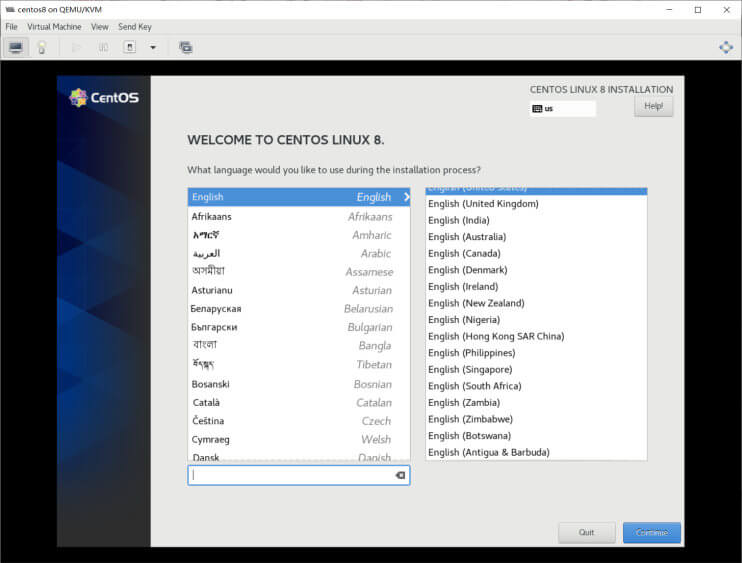 centos8 on QEMU/KVM
File Virtual Machine View Send Key
CentOS
CENTOS LINUX 8 INSTALLATION
us
Help!
WELCOME TO CENTOS LINUX 8.
What language would you like to use during the installation process?
English English
Afrikaans Afrikaans
አማርኛ Amharic
العربية Arabic
অসমীয়া Assamese
Asturianu Asturian
Беларуская Belarusian
Български Bulgarian
বাংলা Bangla
བོད་སྐད་ Tibetan
Bosanski Bosnian
Català Catalan
Čeština Czech
Cymraeg Welsh
Dansk Danish
English (United States)
English (United Kingdom)
English (India)
English (Australia)
English (Canada)
English (Denmark)
English (Ireland)
English (New Zealand)
English (Nigeria)
English (Hong Kong SAR China)
English (Philippines)
English (Singapore)
English (South Africa)
English (Zambia)
English (Zimbabwe)
English (Botswana)
English (Antigua & Barbuda)
Quit
Continue